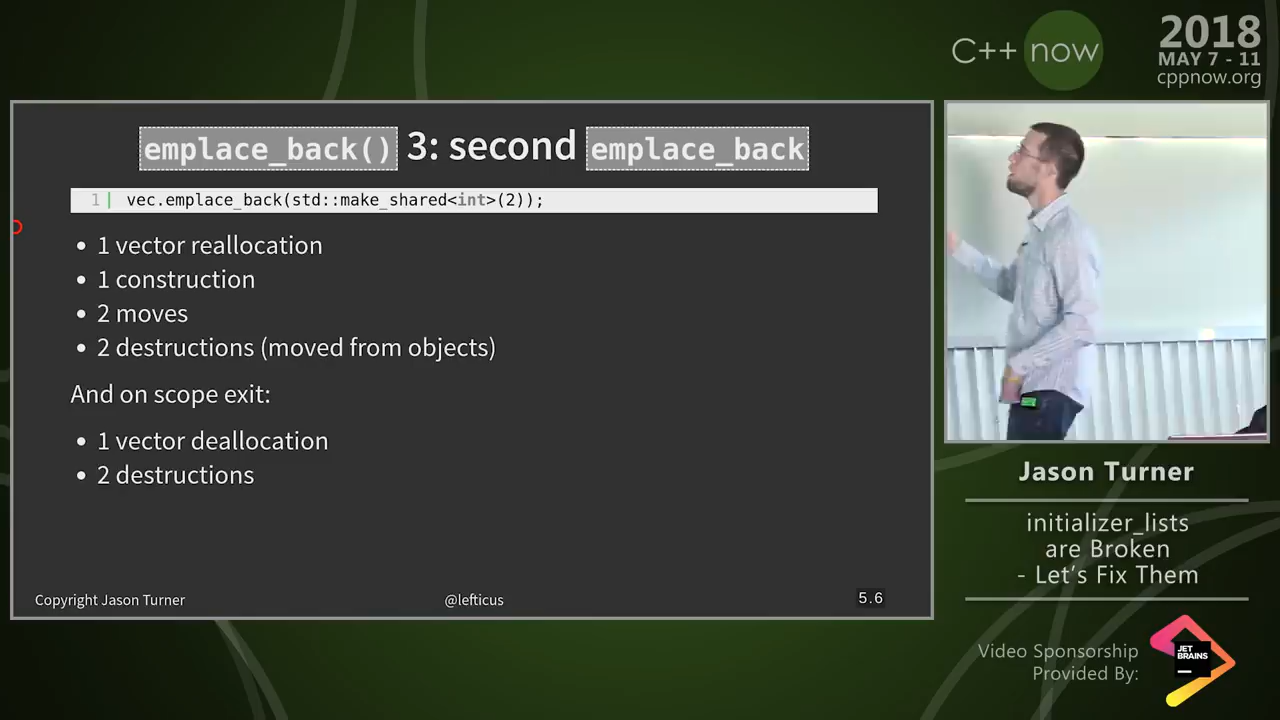 C++ now
2018
MAY 7 - 11
cppnow.org
emplace_back() 3: second emplace_back
1 vec.emplace_back(std::make_shared<int>(2));
• 1 vector reallocation
• 1 construction
• 2 moves
• 2 destructions (moved from objects)
And on scope exit:
• 1 vector deallocation
• 2 destructions
Copyright Jason Turner
@lefticus
5.6
Jason Turner
initializer_lists
are Broken
- Let's Fix Them
Video Sponsorship
Provided By:
JET
BRAINS